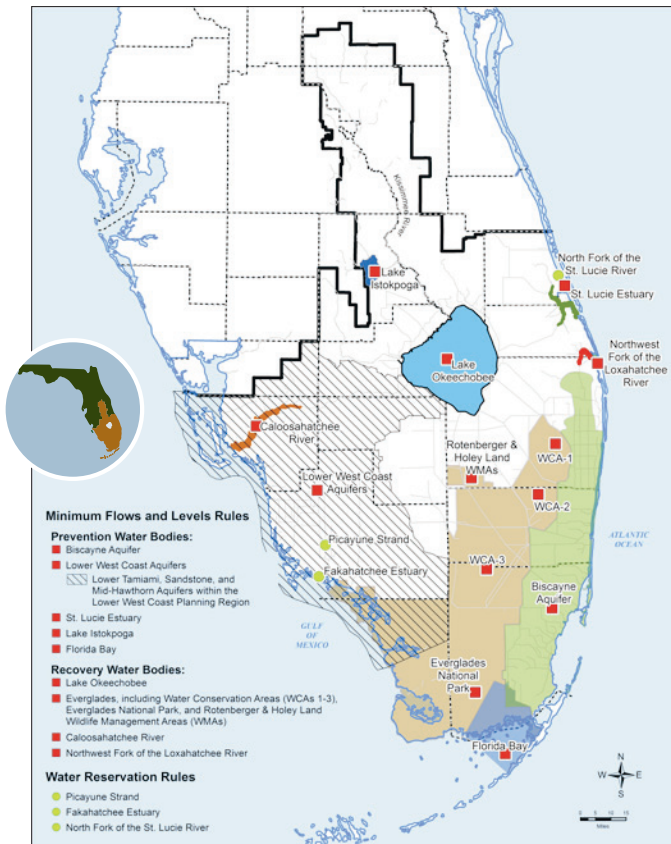 Kissimmee River
Lake
Istokpoga
North Fork of the
St. Lucie River
St. Lucie Estuary
Northwest
Fork of the
Loxahatchee
River
Lake
Okeechobee
Caloosahatchee
River
Rotenberger &
Holey Land
WMAs
WCA-1
Lower West Coast
Aquifers
WCA-2
ATLANTIC
OCEAN
Picayune Strand
WCA-3
Fakahatchee Estuary
Biscayne
Aquifer
GULF
OF
MEXICO
Everglades
National
Park
Florida Bay
Minimum Flows and Levels Rules
Prevention Water Bodies:
Biscayne Aquifer
Lower West Coast Aquifers
Lower Tamiami, Sandstone, and
Mid-Hawthorn Aquifers within the
Lower West Coast Planning Region
St. Lucie Estuary
Lake Istokpoga
Florida Bay
Recovery Water Bodies:
Lake Okeechobee
Everglades, including Water Conservation Areas (WCAs 1-3),
Everglades National Park, and Rotenberger & Holey Land
Wildlife Management Areas (WMAs)
Caloosahatchee River
Northwest Fork of the Loxahatchee River
Water Reservation Rules
Picayune Strand
Fakahatchee Estuary
North Fork of the St. Lucie River
N
W E
S
0 5 10 15
Miles